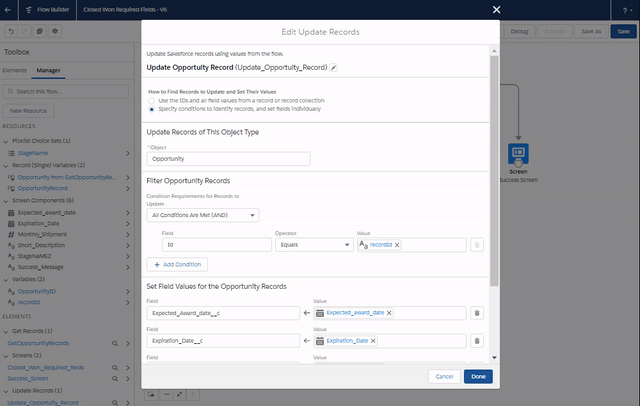 Flow Builder
Closed Won Required Fields - V6
?
Debug
Save As
Save
Toolbox
Elements
Manager
Search this flow...
New Resource
RESOURCES
Picklist Choice Sets (1)
StageName
Record (Single) Variables (2)
Opportunity from GetOpportunityRe...
OpportunityRecord
Screen Components (6)
Expected_award_date
Expiration_Date
Monthly_Shipment
Short_Description
StageNAME2
Success_Message
Variables (2)
OpportunityID
recordId
ELEMENTS
Get Records (1)
GetOpportunityRecords
Screens (2)
Closed_Won_Required_fields
Success_Screen
Update Records (1)
Update_Opportuity_Record
Edit Update Records
Update Salesforce records using values from the flow.
Update Opportuity Record (Update_Opportuity_Record)
How to Find Records to Update and Set Their Values
Use the IDs and all field values from a record or record collection
Specify conditions to identify records, and set fields individually
Update Records of This Object Type
* Object
Opportunity
Filter Opportunity Records
Condition Requirements for Records to
Update
All Conditions Are Met (AND)
Field
Operator
Value
Id
Equals
recordId
+ Add Condition
Set Field Values for the Opportunity Records
Field
Value
Expected_Award_date__c
Expected_award_date
Field
Value
Expiration_Date__c
Expiration_Date
Field
Value
Cancel
Done
Screen
Success Screen